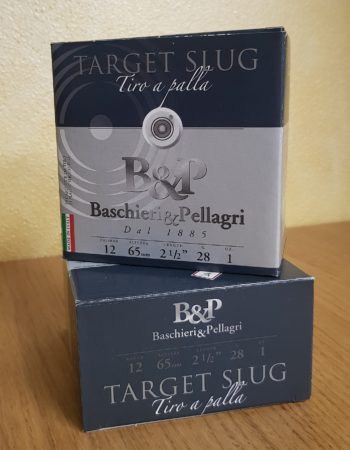 TARGET SLUG
Tiro a palla
B&P
Baschieri&Pellagri
Dal 1885
12 65mm 2 1/2" 28 1
B&P
Baschieri&Pellagri
12 65mm 2 1/2" 28 1
TARGET SLUG
Tiro a palla